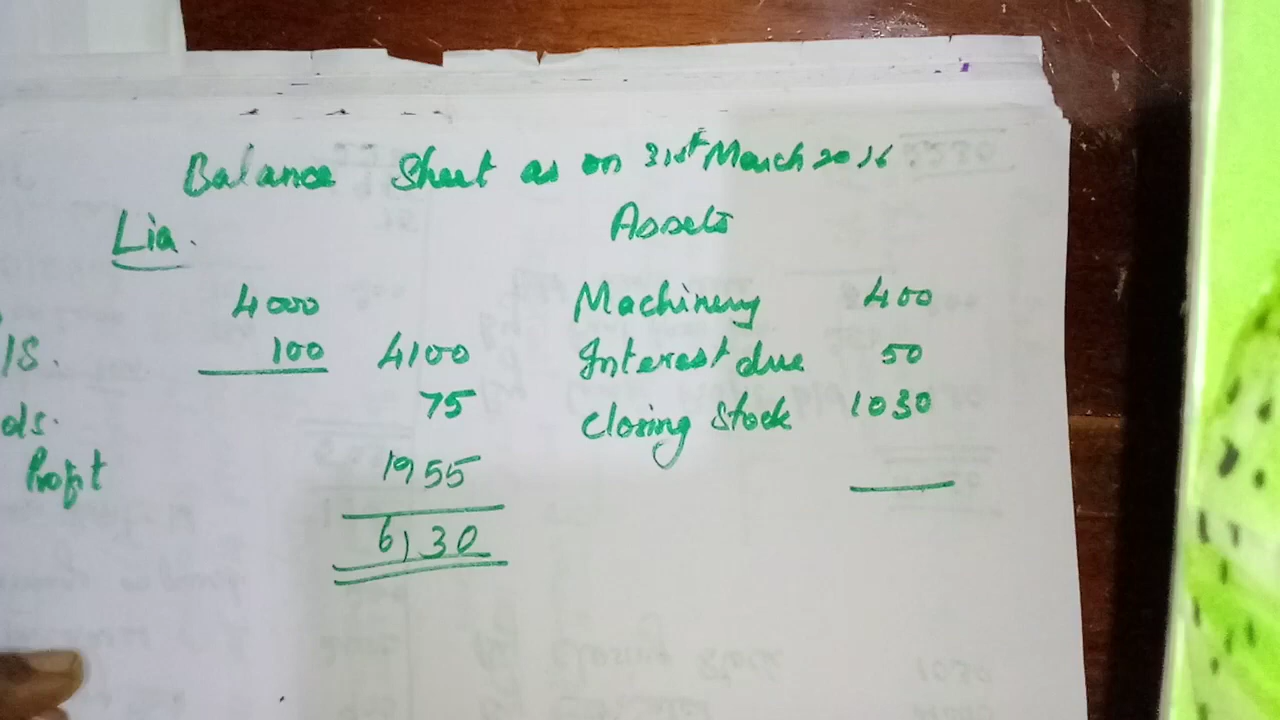 Balance Sheet as on 31st March 2016
Lia. Assets
4000 Machinery 400
/S. 100 4100 Interest due 50
ds. 75 Closing Stock 1030
Profit 1955
6130